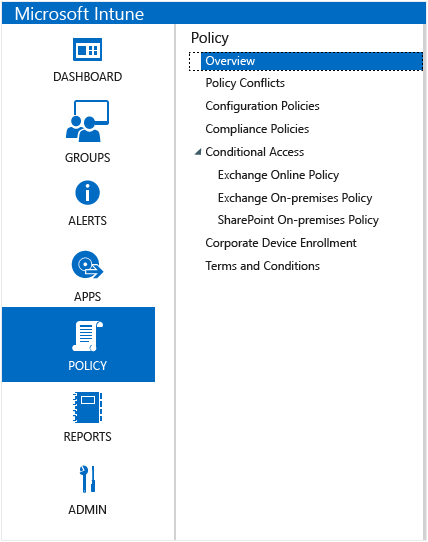 Microsoft Intune
DASHBOARD
GROUPS
ALERTS
APPS
POLICY
REPORTS
ADMIN
Policy
Overview
Policy Conflicts
Configuration Policies
Compliance Policies
Conditional Access
Exchange Online Policy
Exchange On-premises Policy
SharePoint On-premises Policy
Corporate Device Enrollment
Terms and Conditions